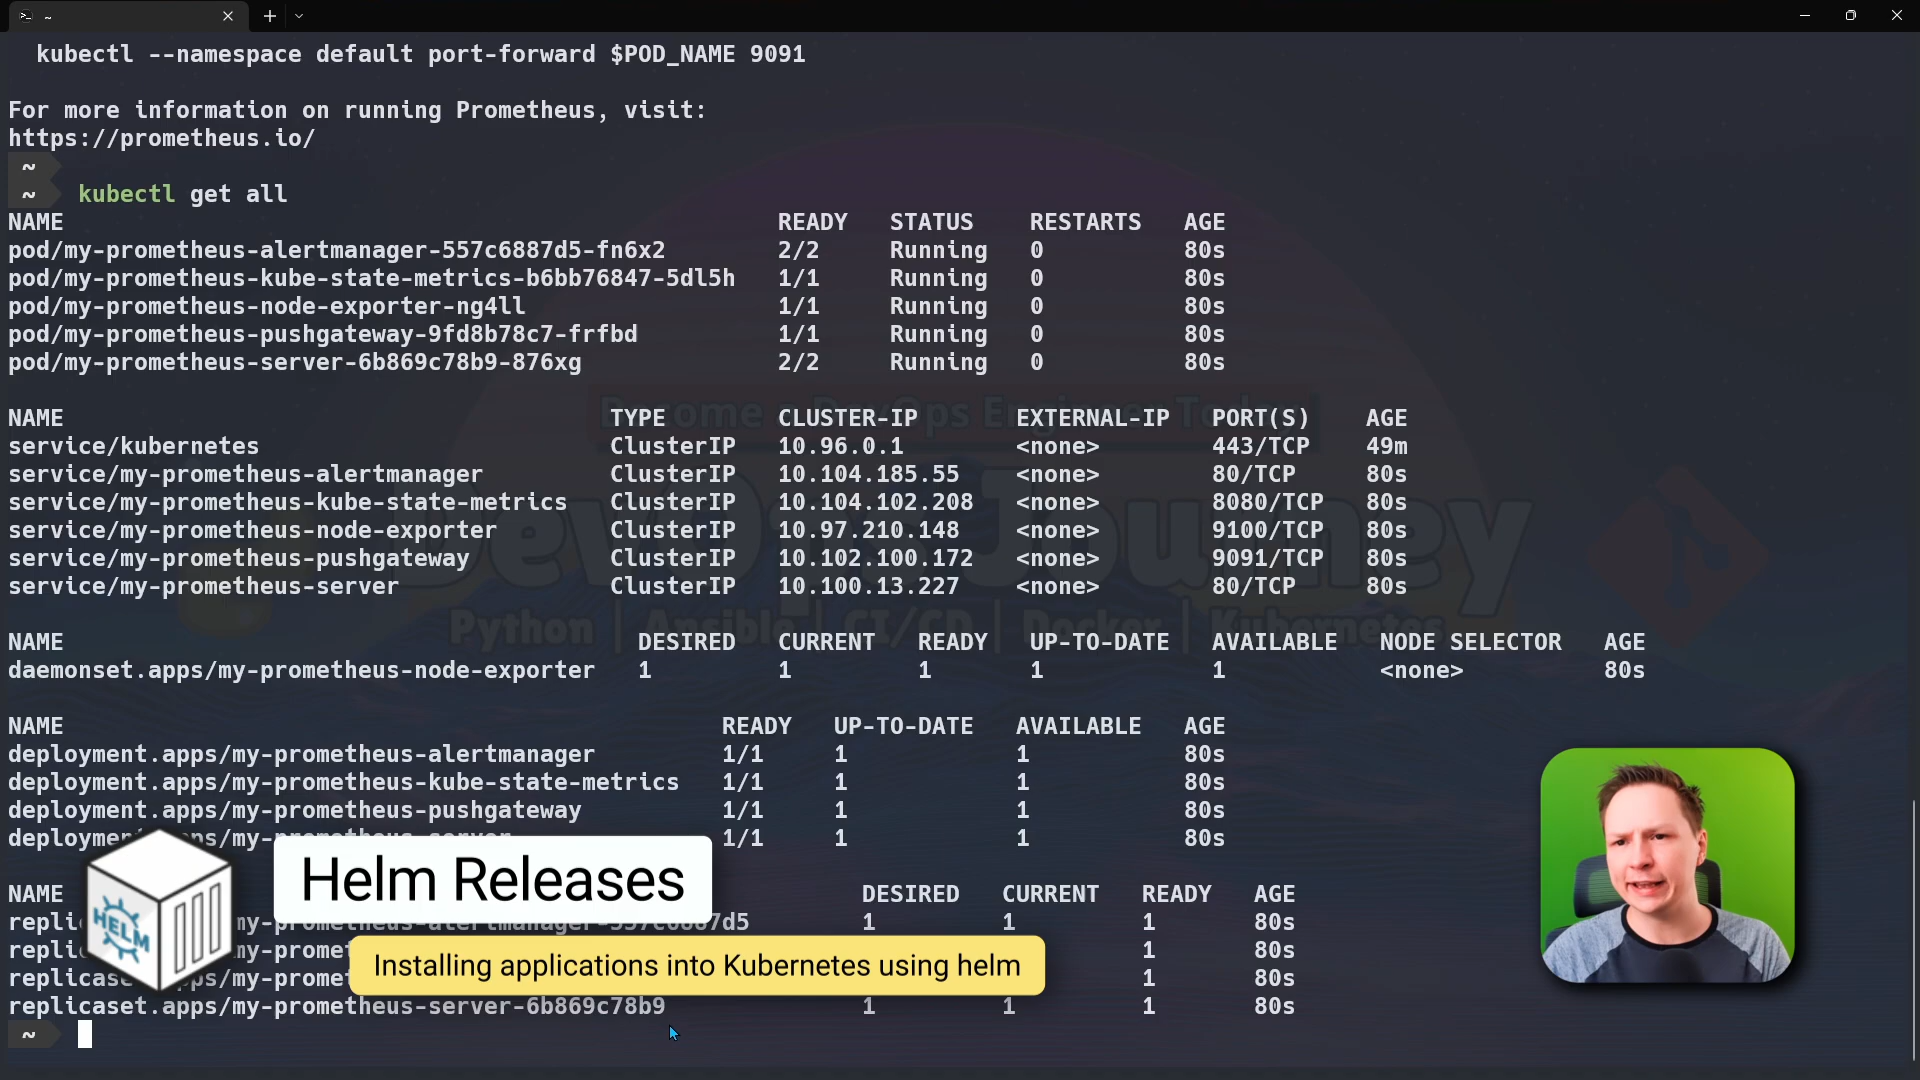 ~
kubectl --namespace default port-forward $POD_NAME 9091
For more information on running Prometheus, visit:
https://prometheus.io/
~
~ kubectl get all
NAME READY STATUS RESTARTS AGE
pod/my-prometheus-alertmanager-557c6887d5-fn6x2 2/2 Running 0 80s
pod/my-prometheus-kube-state-metrics-b6bb76847-5dl5h 1/1 Running 0 80s
pod/my-prometheus-node-exporter-ng4ll 1/1 Running 0 80s
pod/my-prometheus-pushgateway-9fd8b78c7-frfbd 1/1 Running 0 80s
pod/my-prometheus-server-6b869c78b9-876xg 2/2 Running 0 80s
NAME TYPE CLUSTER-IP EXTERNAL-IP PORT(S) AGE
service/kubernetes ClusterIP 10.96.0.1 <none> 443/TCP 49m
service/my-prometheus-alertmanager ClusterIP 10.104.185.55 <none> 80/TCP 80s
service/my-prometheus-kube-state-metrics ClusterIP 10.104.102.208 <none> 8080/TCP 80s
service/my-prometheus-node-exporter ClusterIP 10.97.210.148 <none> 9100/TCP 80s
service/my-prometheus-pushgateway ClusterIP 10.102.100.172 <none> 9091/TCP 80s
service/my-prometheus-server ClusterIP 10.100.13.227 <none> 80/TCP 80s
DevOps Journey
Python | Ansible | CI/CD | Docker | Kubernetes
NAME DESIRED CURRENT READY UP-TO-DATE AVAILABLE NODE SELECTOR AGE
daemonset.apps/my-prometheus-node-exporter 1 1 1 1 1 <none> 80s
NAME READY UP-TO-DATE AVAILABLE AGE
deployment.apps/my-prometheus-alertmanager 1/1 1 1 80s
deployment.apps/my-prometheus-kube-state-metrics 1/1 1 1 80s
deployment.apps/my-prometheus-pushgateway 1/1 1 1 80s
1/1 1 1 80s
HELM
Helm Releases
Installing applications into Kubernetes using helm
NAME DESIRED CURRENT READY AGE
1 1 1 80s
1 80s
1 80s
replicaset.apps/my-prometheus-server-6b869c78b9 1 1 1 80s
~